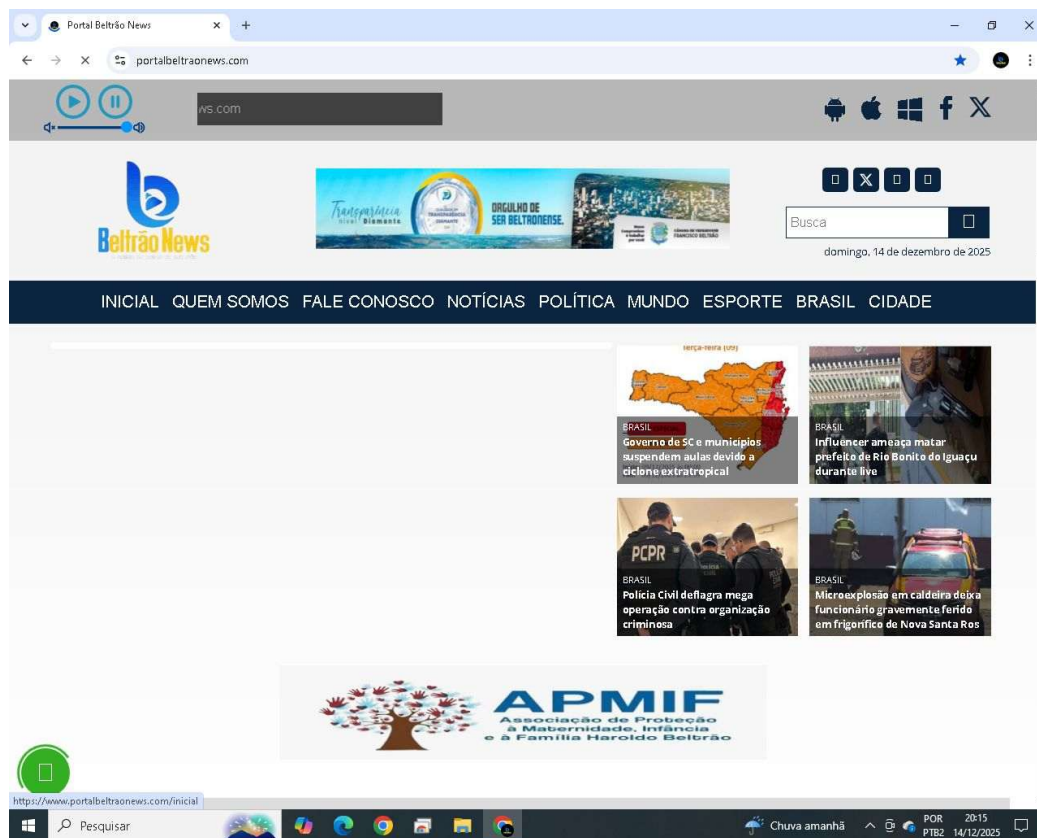 Portal Beltrão News
portalbeltraonews.com
ws.com
Beltrão News
Transparência
Nível Diamante
ORGULHO DE
SER BELTRONENSE.
Busca
domingo, 14 de dezembro de 2025
INICIAL QUEM SOMOS FALE CONOSCO NOTÍCIAS POLÍTICA MUNDO ESPORTE BRASIL CIDADE
Terça-feira (09)
BRASIL
Governo de SC e municípios
suspendem aulas devido a
ciclone extratropical
BRASIL
Influencer ameaça matar
prefeito de Rio Bonito do Iguaçu
durante live
PCPR
BRASIL
Polícia Civil deflagra mega
operação contra organização
criminosa
BRASIL
Microexplosão em caldeira deixa
funcionário gravemente ferido
em frigorífico de Nova Santa Ros
APMIF
Associação de Proteção
à Maternidade, Infância
e à Família Haroldo Beltrão
https://www.portalbeltraonews.com/inicial
Pesquisar
Chuva amanhã
POR
PTB2
20:15
14/12/2025